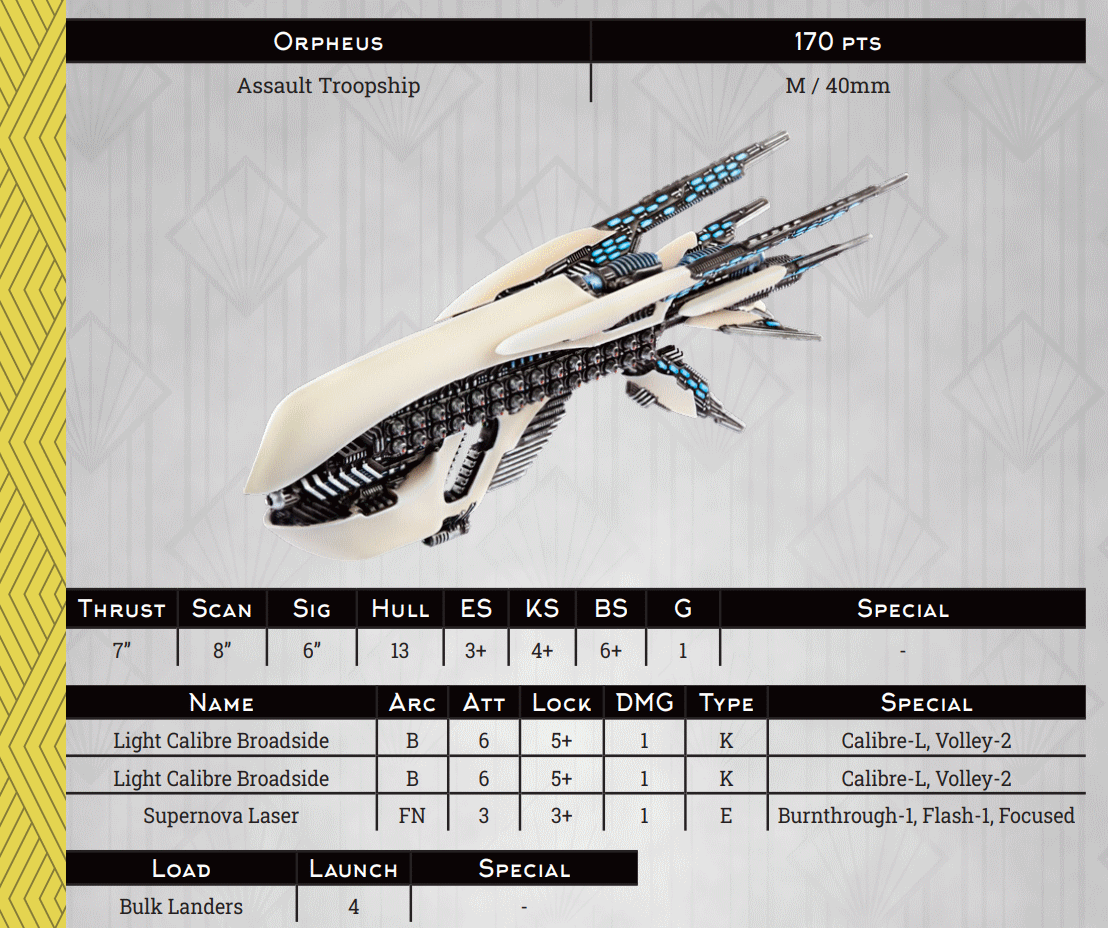 Orpheus 170 pts
Assault Troopship M / 40mm
Thrust Scan Sig Hull ES KS BS G Special
7” 8” 6” 13 3+ 4+ 6+ 1 -
Name Arc Att Lock DMG Type Special
Light Calibre Broadside B 6 5+ 1 K Calibre-L, Volley-2
Light Calibre Broadside B 6 5+ 1 K Calibre-L, Volley-2
Supernova Laser FN 3 3+ 1 E Burnthrough-1, Flash-1, Focused
Load Launch Special
Bulk Landers 4 -